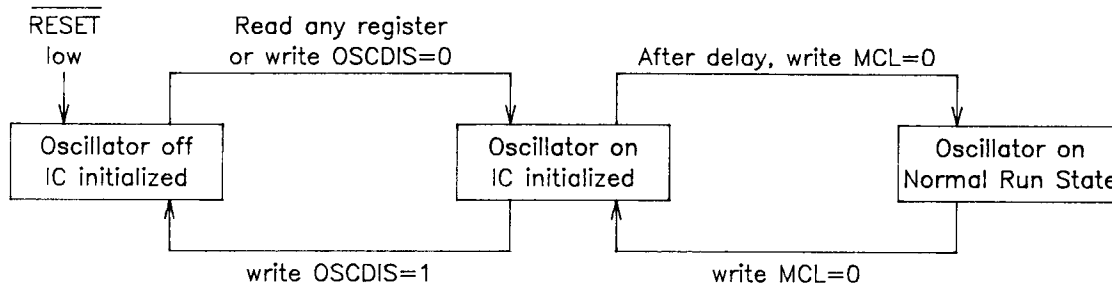 RESET
low
Read any register
or write OSCDIS=0
After delay, write MCL=0
Oscillator off
IC initialized
Oscillator on
IC initialized
Oscillator on
Normal Run State
write OSCDIS=1
write MCL=0